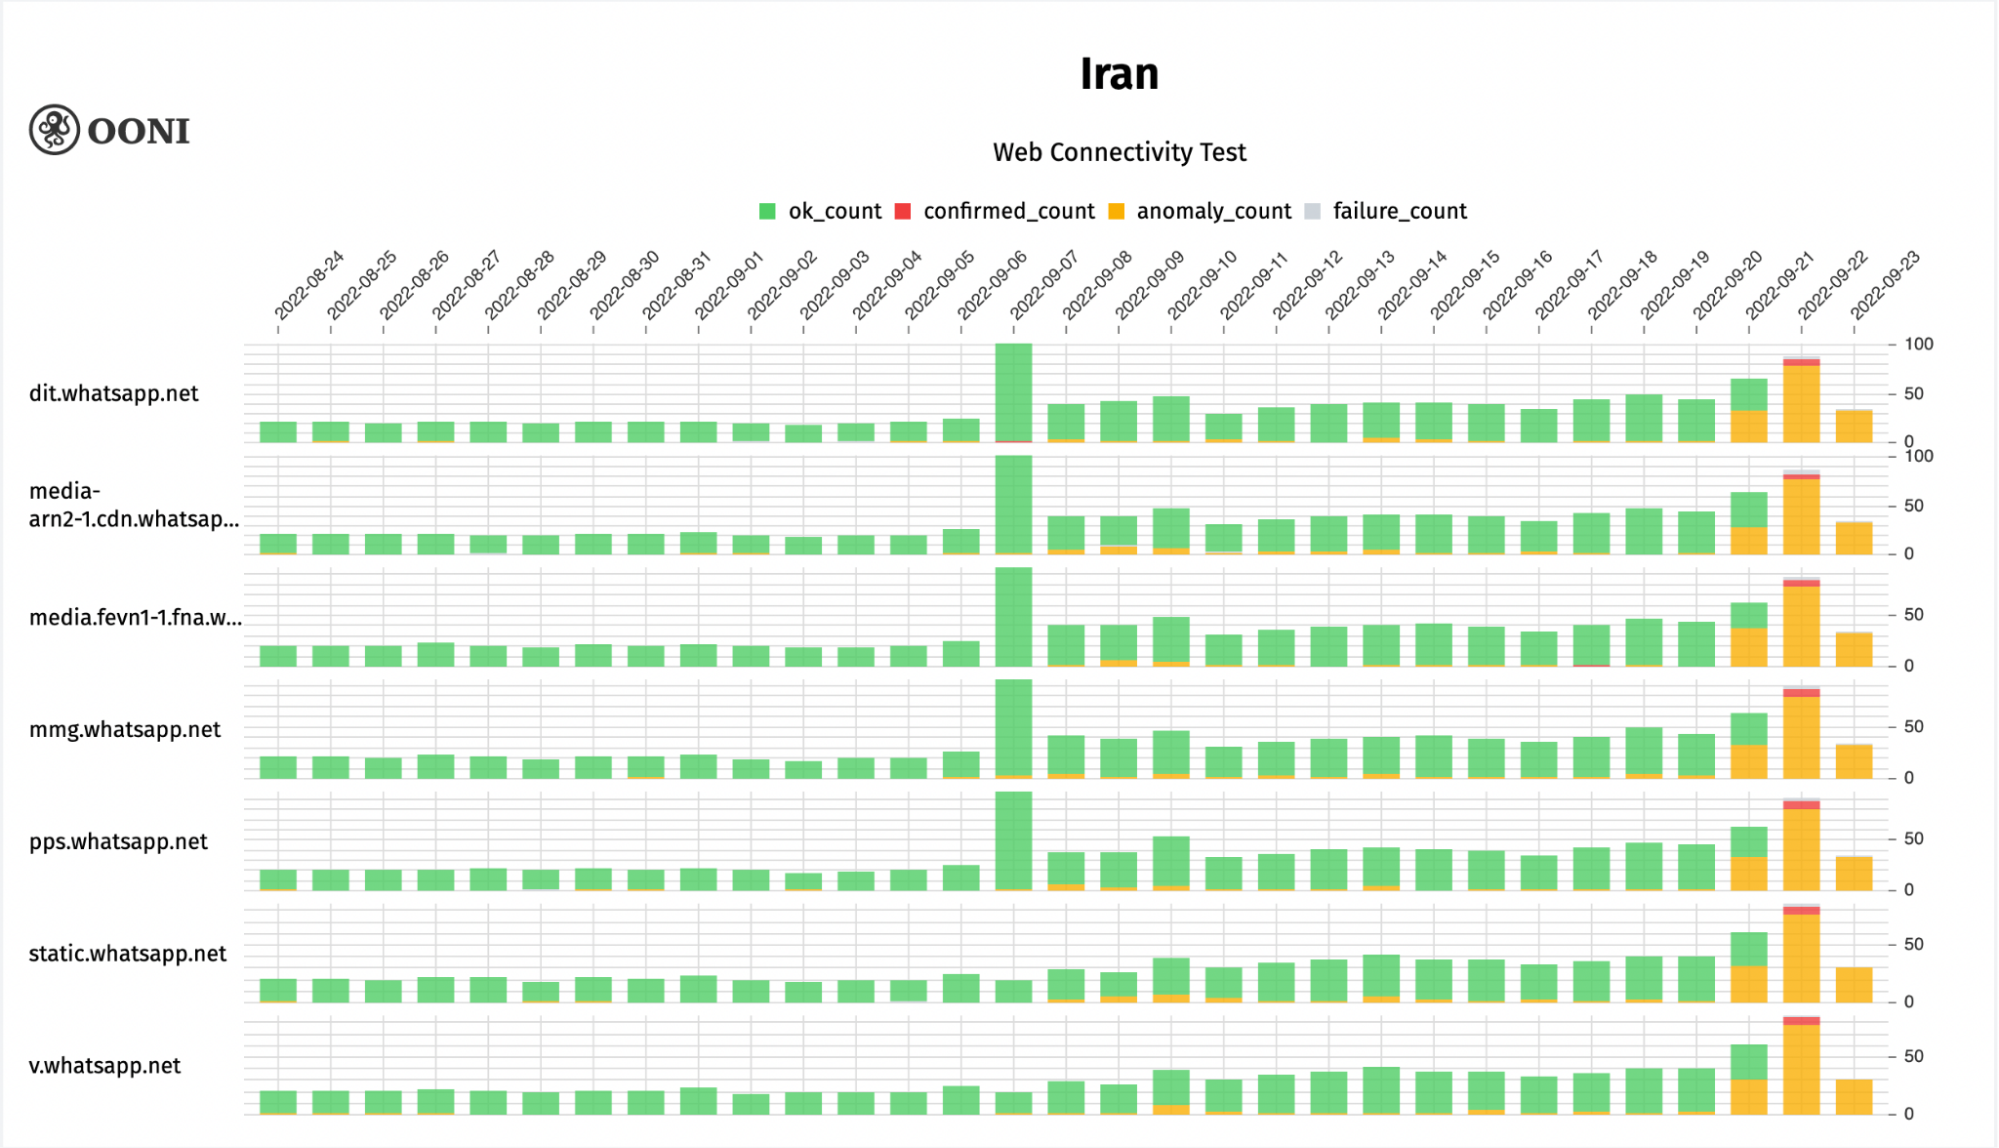 Iran
OONI
Web Connectivity Test
ok_count confirmed_count anomaly_count failure_count
2022-08-24 2022-08-25 2022-08-26 2022-08-27 2022-08-28 2022-08-29 2022-08-30 2022-08-31 2022-09-01 2022-09-02 2022-09-03 2022-09-04 2022-09-05 2022-09-06 2022-09-07 2022-09-08 2022-09-09 2022-09-10 2022-09-11 2022-09-12 2022-09-13 2022-09-14 2022-09-15 2022-09-16 2022-09-17 2022-09-18 2022-09-19 2022-09-20 2022-09-21 2022-09-22 2022-09-23
100
dit.whatsapp.net 50
0
100
media-
arn2-1.cdn.whatsap... 50
0
media.fevn1-1.fna.w... 50
0
mmg.whatsapp.net 50
0
pps.whatsapp.net 50
0
static.whatsapp.net 50
0
v.whatsapp.net 50
0